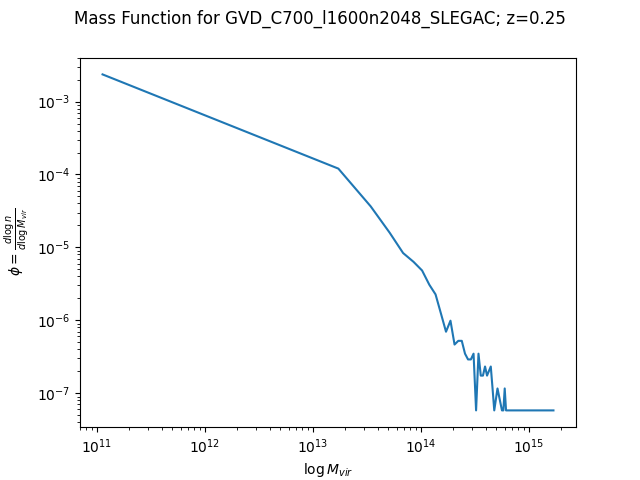 Mass Function for GVD_C700_l1600n2048_SLEGAC; z=0.25
ϕ = d log n / d log M_vir
10^-3
10^-4
10^-5
10^-6
10^-7
10^11 10^12 10^13 10^14 10^15
log M_vir